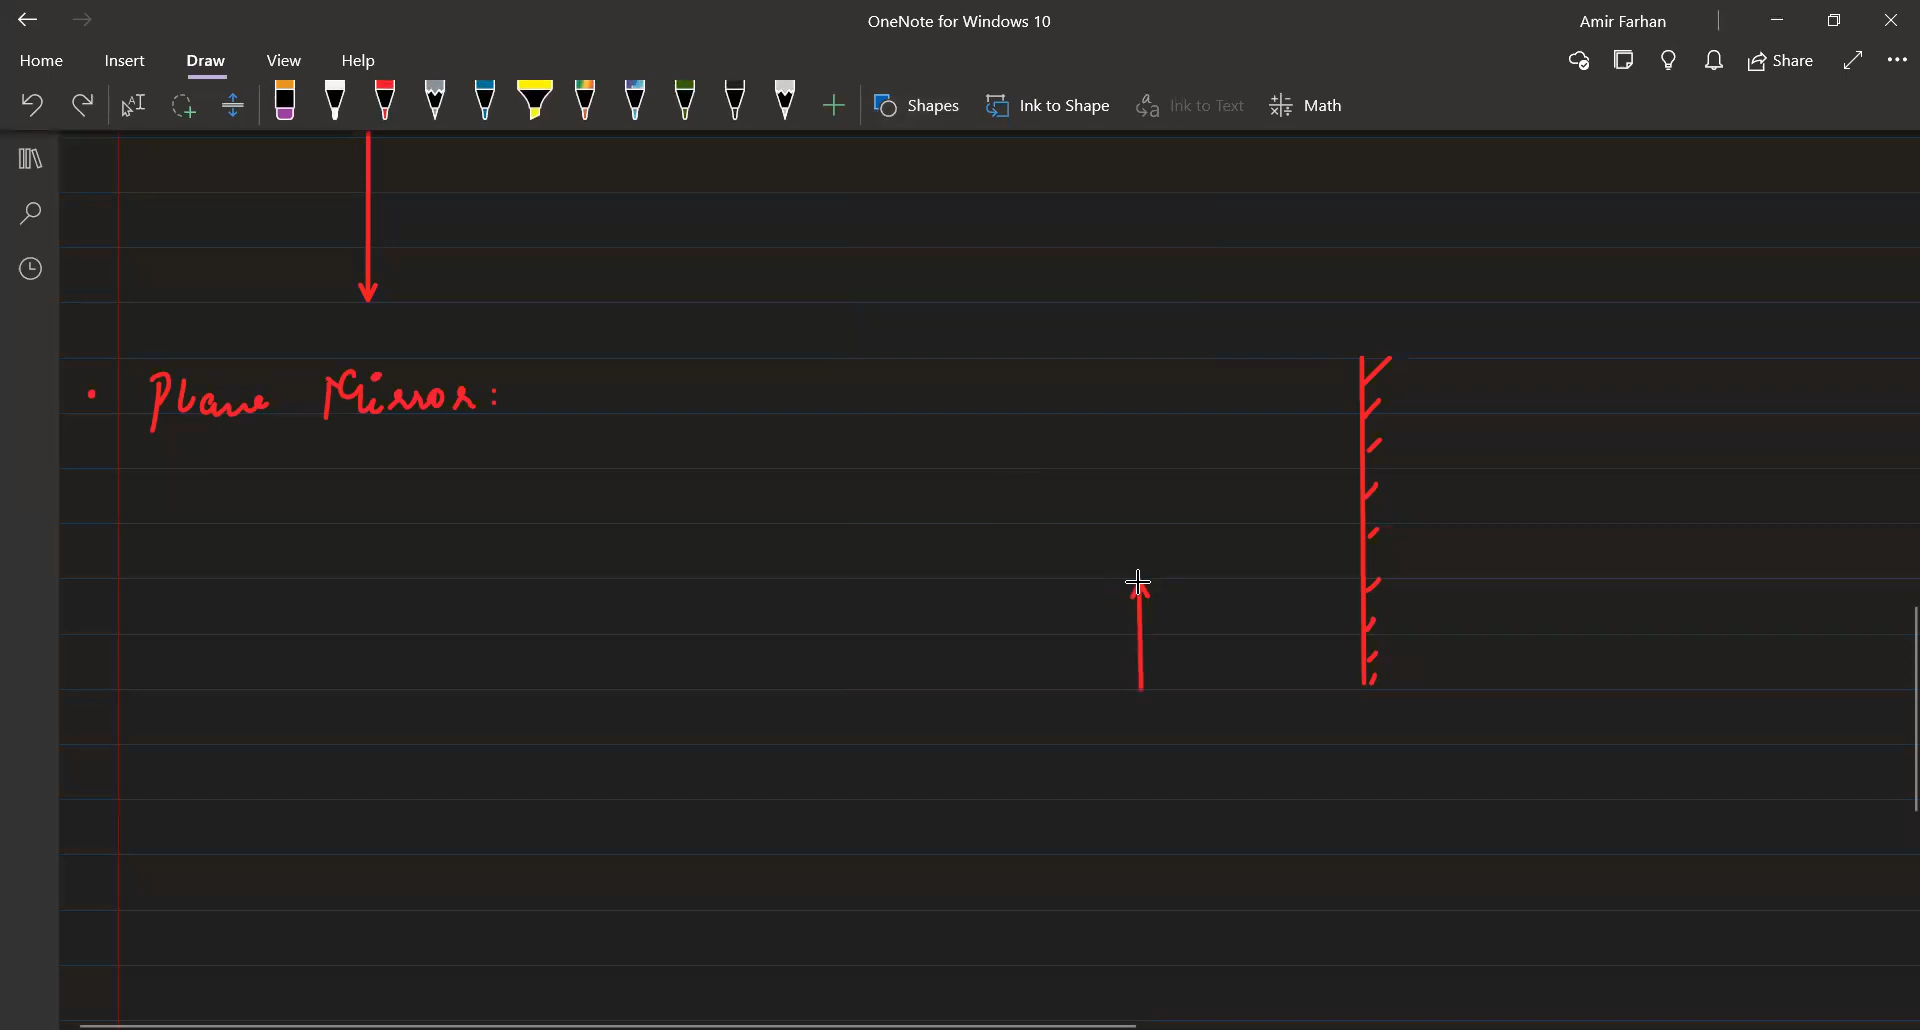 OneNote for Windows 10
Amir Farhan
Home Insert Draw View Help
Share
Shapes Ink to Shape Ink to Text Math
• Plane Mirror: